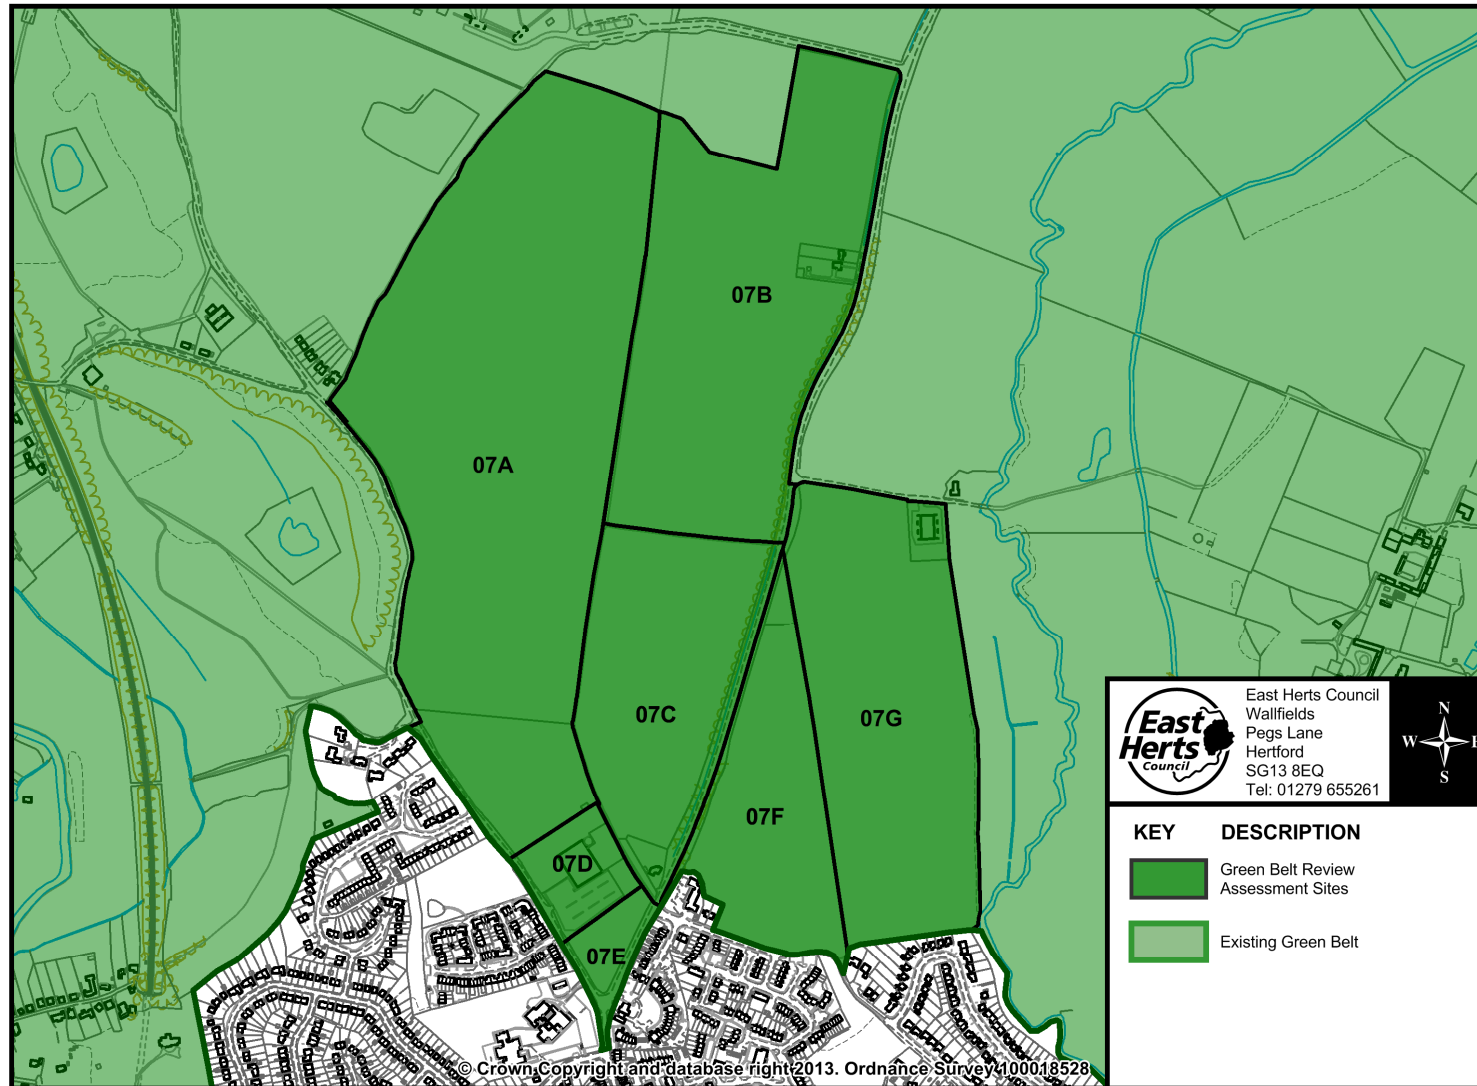 07B
07A
07C
07G
07F
07D
07E
East
Herts
Council
East Herts Council
Wallfields
Pegs Lane
Hertford
SG13 8EQ
Tel: 01279 655261
N
W E
S
KEY DESCRIPTION
Green Belt Review
Assessment Sites
Existing Green Belt
© Crown Copyright and database right 2013. Ordnance Survey 100018528